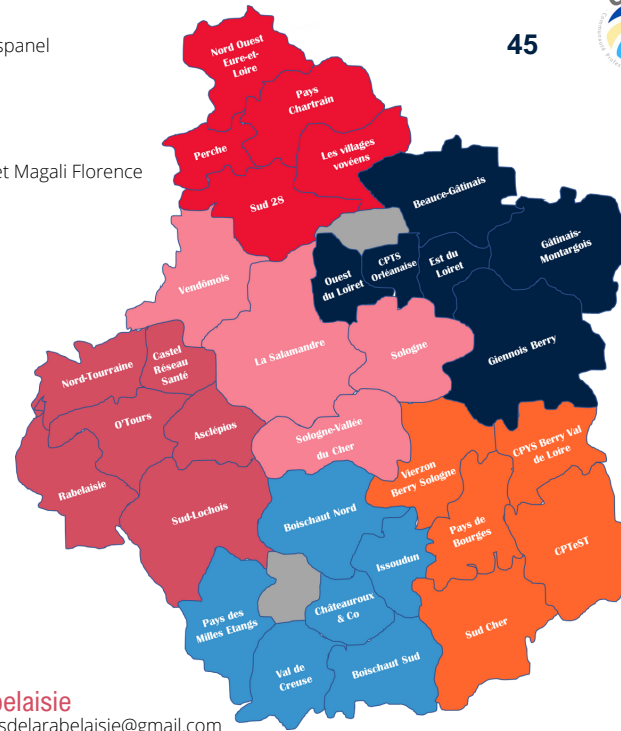 spanel
45
et Magali Florence
Nord Ouest
Eure-et-
Loire
Pays
Chartrain
Perche
Les villages
vovéens
Sud 28
Beauce-Gâtinais
Gâtinais-
Montargois
Ouest
du Loiret
CPTS
Orléanaise
Est du
Loiret
Vendômois
La Salamandre
Sologne
Giennois Berry
Nord-Tourraine
Castel
Réseau
Santé
O'Tours
Asclépios
Sologne-Vallée
du Cher
Rabelaisie
Sud-Lochois
Vierzon
Berry Sologne
CPYS Berry Val
de Loire
Boischaut Nord
Pays de
Bourges
CPTeST
Issoudun
Pays des
Milles Etangs
Châteauroux
& Co
Sud Cher
Val de
Creuse
Boischaut Sud
belaisie
sdelarabelaisie@gmail.com